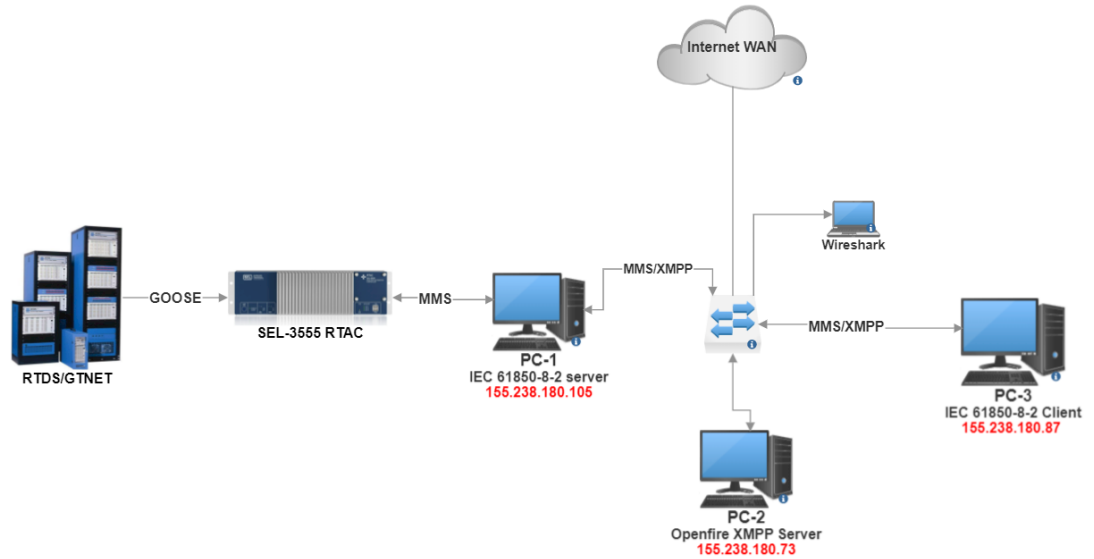 Internet WAN
Wireshark
MMS/XMPP
GOOSE
MMS
MMS/XMPP
SEL-3555 RTAC
RTDS/GTNET
PC-1
IEC 61850-8-2 server
155.238.180.105
PC-3
IEC 61850-8-2 Client
155.238.180.87
PC-2
Openfire XMPP Server
155.238.180.73